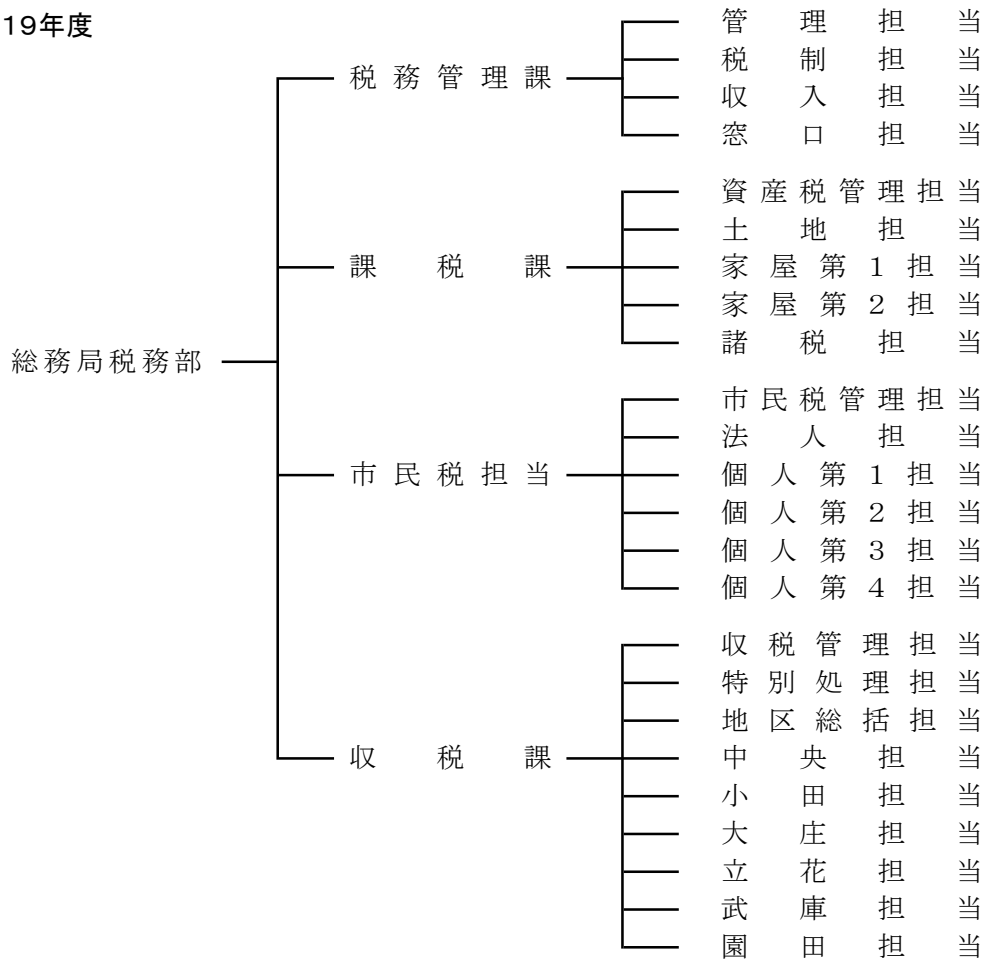 19年度
総務局税務部
税務管理課
管理担当
税制担当
収入担当
窓口担当
課税課
資産税管理担当
土地担当
家屋第1担当
家屋第2担当
諸税担当
市民税担当
市民税管理担当
法人担当
個人第1担当
個人第2担当
個人第3担当
個人第4担当
収税課
収税管理担当
特別処理担当
地区総括担当
中央担当
小田担当
大庄担当
立花担当
武庫担当
園田担当